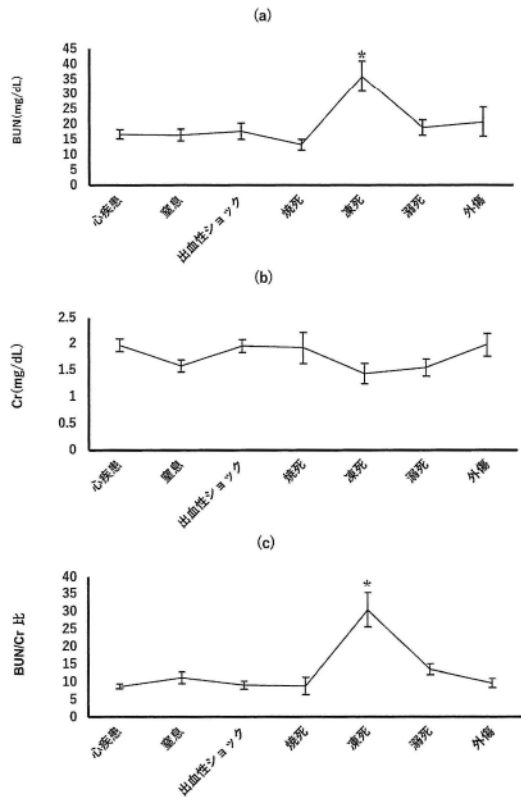 (a)
BUN(mg/dL)
45
40
35
30
25
20
15
10
5
0
*
心疾患
窒息
出血性ショック
焼死
凍死
溺死
外傷
(b)
Cr(mg/dL)
2.5
2
1.5
1
0.5
0
心疾患
窒息
出血性ショック
焼死
凍死
溺死
外傷
(c)
BUN/Cr 比
40
35
30
25
20
15
10
5
0
*
心疾患
窒息
出血性ショック
焼死
凍死
溺死
外傷